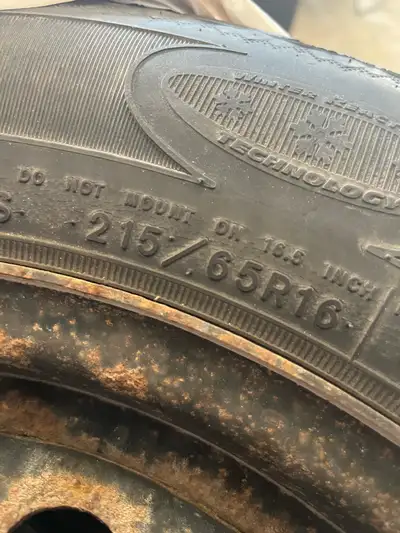 WINTER
TECHNOLOGY
DO NOT MOUNT ON 16.5 INCH
S- -215/65R16-